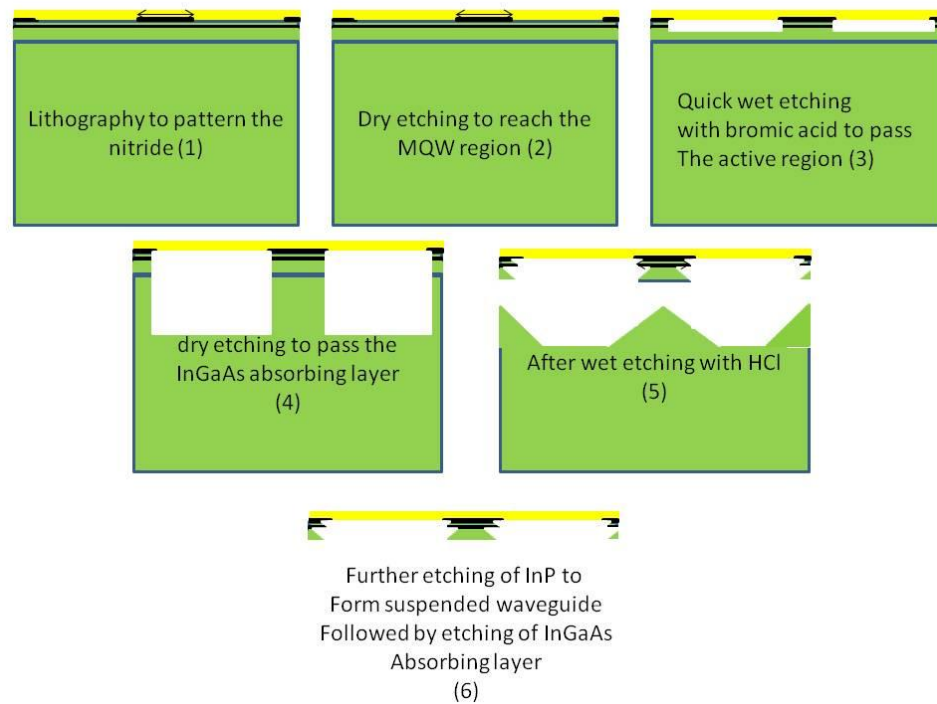 Lithography to pattern the
nitride (1)
Dry etching to reach the
MQW region (2)
Quick wet etching
with bromic acid to pass
The active region (3)
dry etching to pass the
InGaAs absorbing layer
(4)
After wet etching with HCl
(5)
Further etching of InP to
Form suspended waveguide
Followed by etching of InGaAs
Absorbing layer
(6)